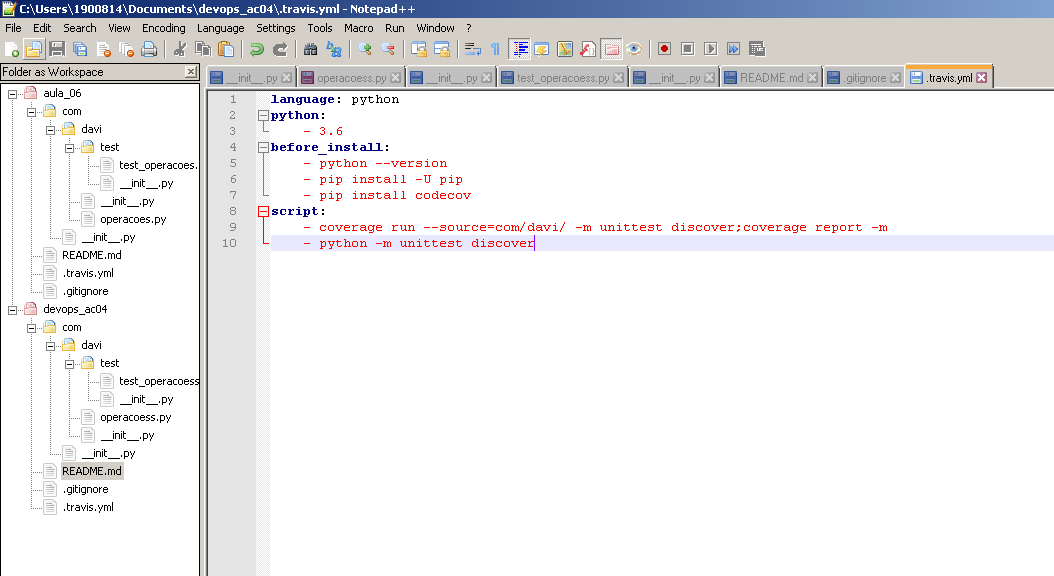 C:\Users\1900814\Documents\devops_ac04\.travis.yml - Notepad++
File Edit Search View Encoding Language Settings Tools Macro Run Window ?
Folder as Workspace
aula_06
com
davi
test
test_operacoes.
__init__.py
__init__.py
operacoes.py
__init__.py
README.md
.travis.yml
.gitignore
devops_ac04
com
davi
test
test_operacoess
__init__.py
operacoess.py
__init__.py
__init__.py
README.md
.gitignore
.travis.yml
__init__.py operacoess.py __init__.py test_operacoess.py __init__.py README.md .gitignore .travis.yml
1 language: python
2 python:
3 - 3.6
4 before_install:
5 - python --version
6 - pip install -U pip
7 - pip install codecov
8 script:
9 - coverage run --source=com/davi/ -m unittest discover;coverage report -m
10 - python -m unittest discover